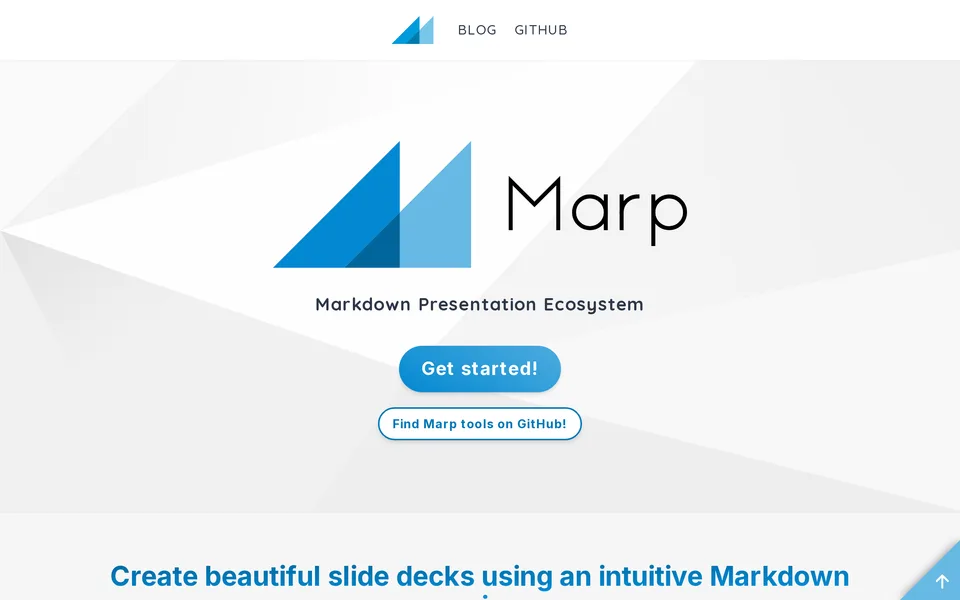 BLOG GITHUB
Marp
Markdown Presentation Ecosystem
Get started!
Find Marp tools on GitHub!
Create beautiful slide decks using an intuitive Markdown